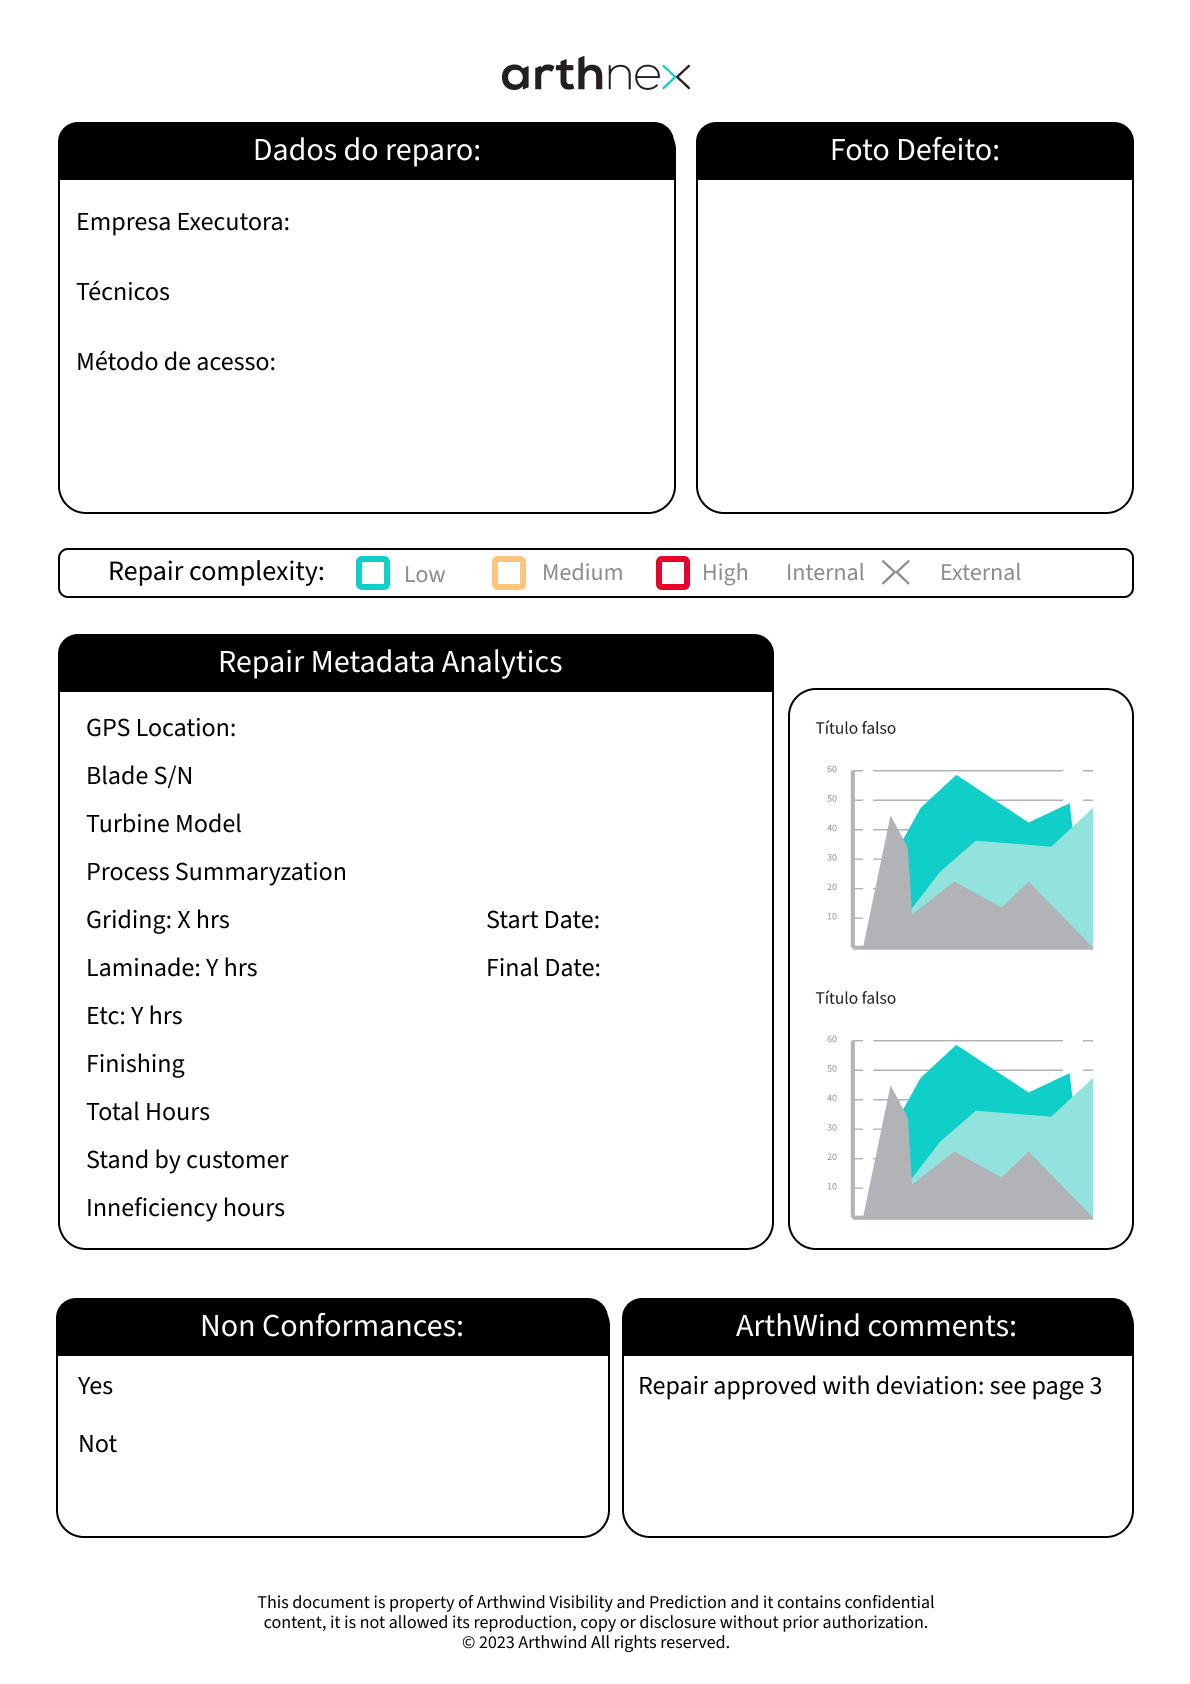 arthnex
Dados do reparo:
Foto Defeito:
Empresa Executora:
Técnicos
Método de acesso:
Repair complexity: Low Medium High Internal External
Repair Metadata Analytics
GPS Location:
Blade S/N
Turbine Model
Process Summaryzation
Griding: X hrs Start Date:
Laminade: Y hrs Final Date:
Etc: Y hrs
Finishing
Total Hours
Stand by customer
Inneficiency hours
Título falso
60
50
40
30
20
10
Título falso
60
50
40
30
20
10
Non Conformances:
Yes
Not
ArthWind comments:
Repair approved with deviation: see page 3
This document is property of Arthwind Visibility and Prediction and it contains confidential
content, it is not allowed its reproduction, copy or disclosure without prior authorization.
© 2023 Arthwind All rights reserved.